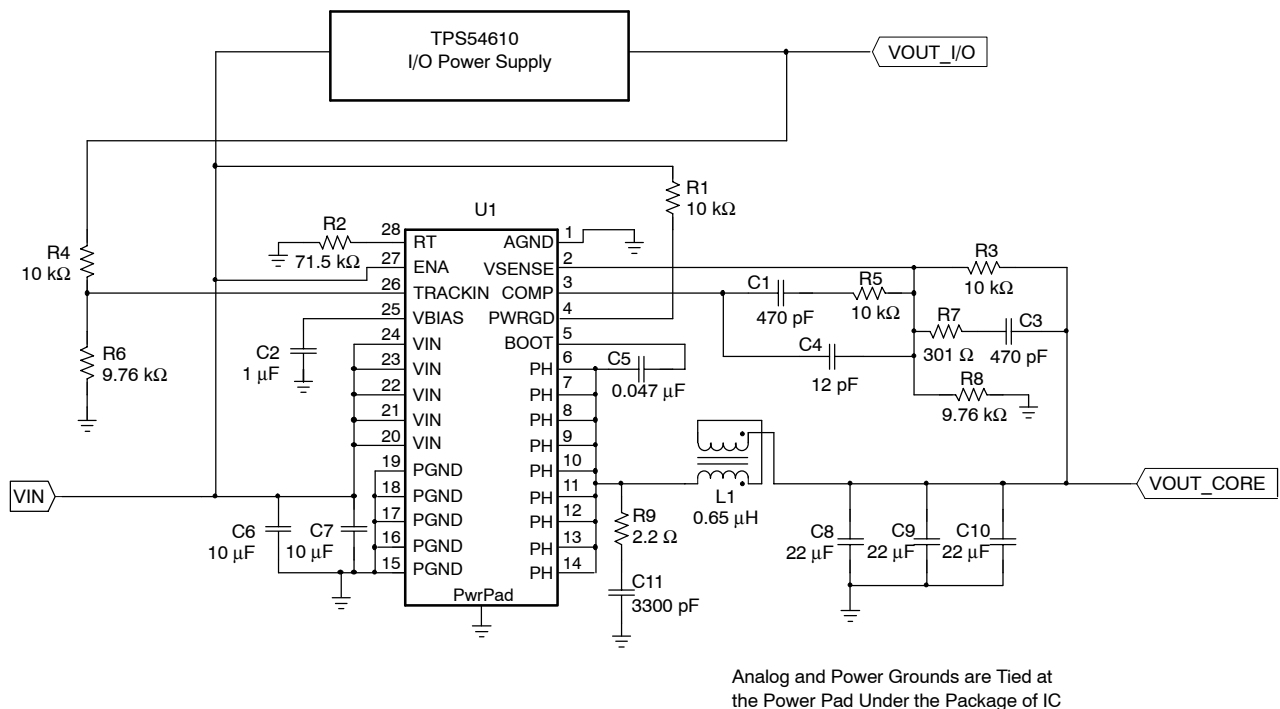 TPS54610
I/O Power Supply
VOUT_I/O
R1
10 kΩ
U1
R2
71.5 kΩ
R4
10 kΩ
R6
9.76 kΩ
C2
1 μF
28
RT
27
ENA
26
TRACKIN
25
VBIAS
24
VIN
23
VIN
22
VIN
21
VIN
20
VIN
19
PGND
18
PGND
17
PGND
16
PGND
15
PGND
AGND
1
VSENSE
2
COMP
3
PWRGD
4
BOOT
5
PH
6
PH
7
PH
8
PH
9
PH
10
PH
11
PH
12
PH
13
PH
14
PwrPad
C1
470 pF
R5
10 kΩ
R3
10 kΩ
R7
301 Ω
C3
470 pF
C4
12 pF
R8
9.76 kΩ
C5
0.047 μF
L1
0.65 μH
VIN
C6
10 μF
C7
10 μF
R9
2.2 Ω
C11
3300 pF
C8
22 μF
C9
22 μF
C10
22 μF
VOUT_CORE
Analog and Power Grounds are Tied at
the Power Pad Under the Package of IC